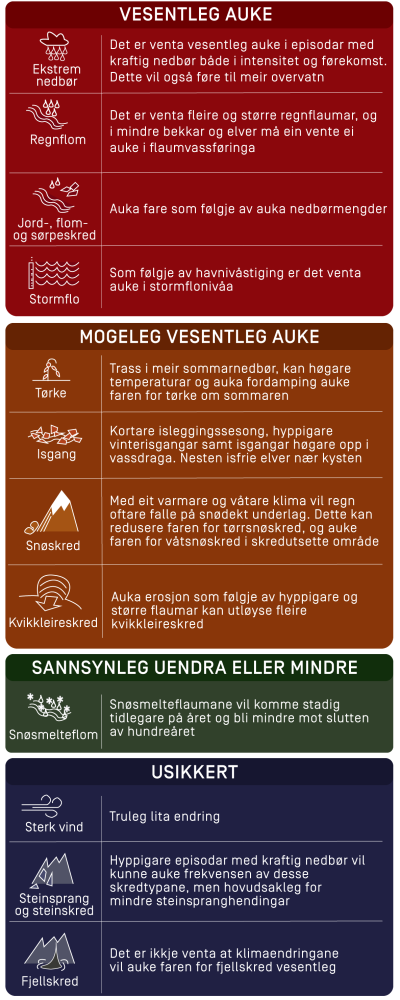 VESENTLEG AUKE
Ekstrem
nedbør
Det er venta vesentleg auke i episodar med
kraftig nedbør både i intensitet og førekomst.
Dette vil også føre til meir overvatn
Regnflom
Det er venta fleire og større regnflaumar, og
i mindre bekkar og elver må ein vente ei
auke i flaumvassføringa
Jord-, flom-
og sørpeskred
Auka fare som følgje av auka nedbørmengder
Stormflo
Som følgje av havnivåstiging er det venta
auke i stormflonivåa
MOGELEG VESENTLEG AUKE
Tørke
Trass i meir sommarnedbør, kan høgare
temperaturar og auka fordamping auke
faren for tørke om sommaren
Isgang
Kortare isleggingssesong, hyppigare
vinterisgangar samt isgangar høgare opp i
vassdraga. Nesten isfrie elver nær kysten
Snøskred
Med eit varmare og våtare klima vil regn
oftare falle på snødekt underlag. Dette kan
redusere faren for tørrsnøskred, og auke
faren for våtsnøskred i skredutsette område
Kvikkleireskred
Auka erosjon som følgje av hyppigare og
større flaumar kan utløyse fleire
kvikkleireskred
SANNSYNLEG UENDRA ELLER MINDRE
Snøsmelteflom
Snøsmelteflaumane vil komme stadig
tidlegare på året og bli mindre mot slutten
av hundreåret
USIKKERT
Sterk vind
Truleg lita endring
Steinsprang
og steinskred
Hyppigare episodar med kraftig nedbør vil
kunne auke frekvensen av desse
skredtypane, men hovudsakleg for
mindre steinspranghendingar
Fjellskred
Det er ikkje venta at klimaendringane
vil auke faren for fjellskred vesentleg